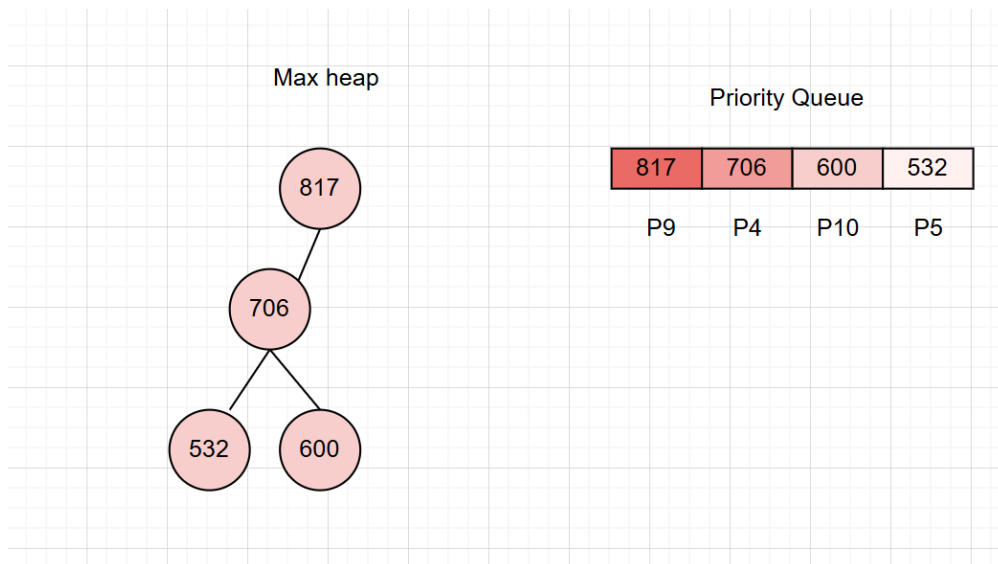 Max heap
817
706
532 600
Priority Queue
817 706 600 532
P9 P4 P10 P5